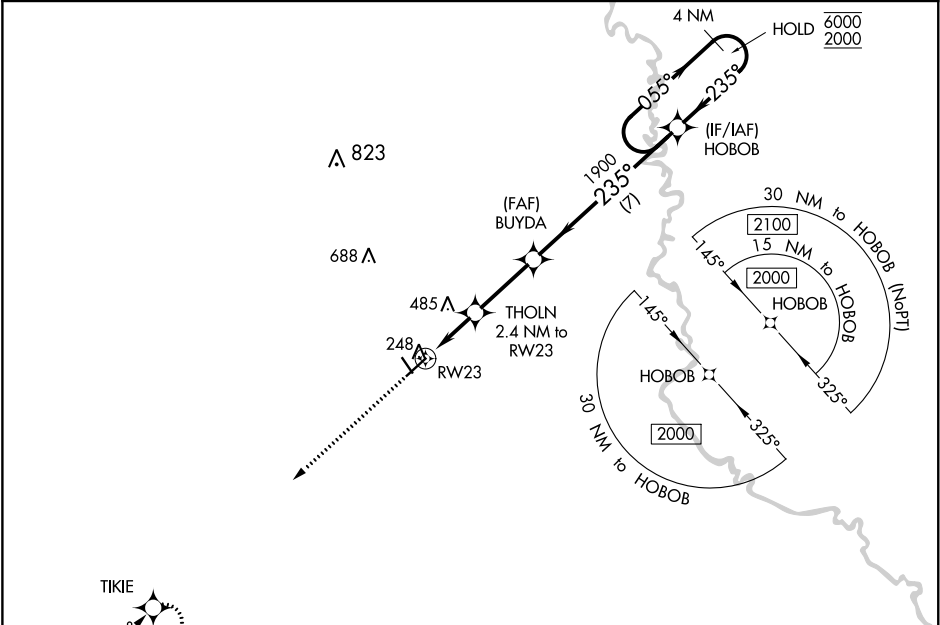 4 NM
HOLD
6000
2000
055°
235°
(IF/IAF)
HOBOB
823
1900
235°
(7)
(FAF)
BUYDA
688
485
THOLN
2.4 NM to
RW23
248
RW23
30 NM to HOBOB (NoPT)
2100
145°
15 NM to HOBOB
2000
HOBOB
325°
145°
HOBOB
2000
325°
30 NM to HOBOB
TIKIE